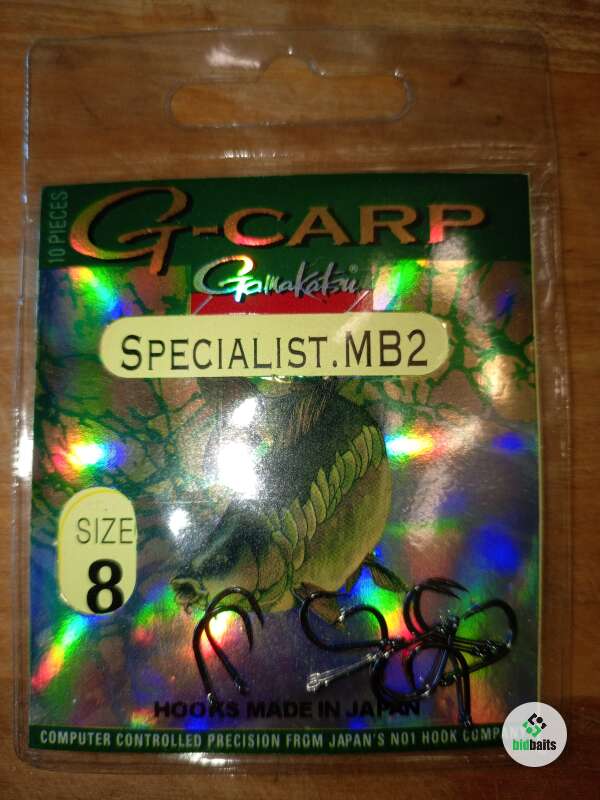 10 PIECES
G-CARP
Gamakatsu®
SPECIALIST.MB2
SIZE
8
HOOKS MADE IN JAPAN
COMPUTER CONTROLLED PRECISION FROM JAPAN'S NO1 HOOK COMPANY
bidbaits